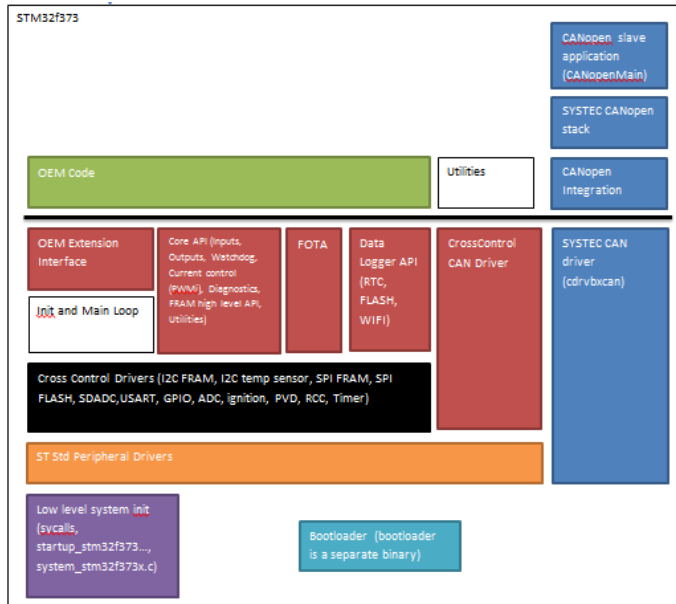 STM32f373
CANopen slave
application
(CANopenMain)
SYSTEC CANopen
stack
OEM Code
Utilities
CANopen
Integration
OEM Extension
Interface
Core API (Inputs,
Outputs, Watchdog,
Current control
(PWMi), Diagnostics,
FRAM high level API,
Utilities)
FOTA
Data
Logger API
(RTC,
FLASH,
WIFI)
CrossControl
CAN Driver
SYSTEC CAN
driver
(cdrvbxcan)
Init and Main Loop
Cross Control Drivers (I2C FRAM, I2C temp sensor, SPI FRAM, SPI
FLASH, SDADC,USART, GPIO, ADC, ignition, PVD, RCC, Timer)
ST Std Peripheral Drivers
Low level system init
(sycalls,
startup_stm32f373...,
system_stm32f373x.c)
Bootloader (bootloader
is a separate binary)